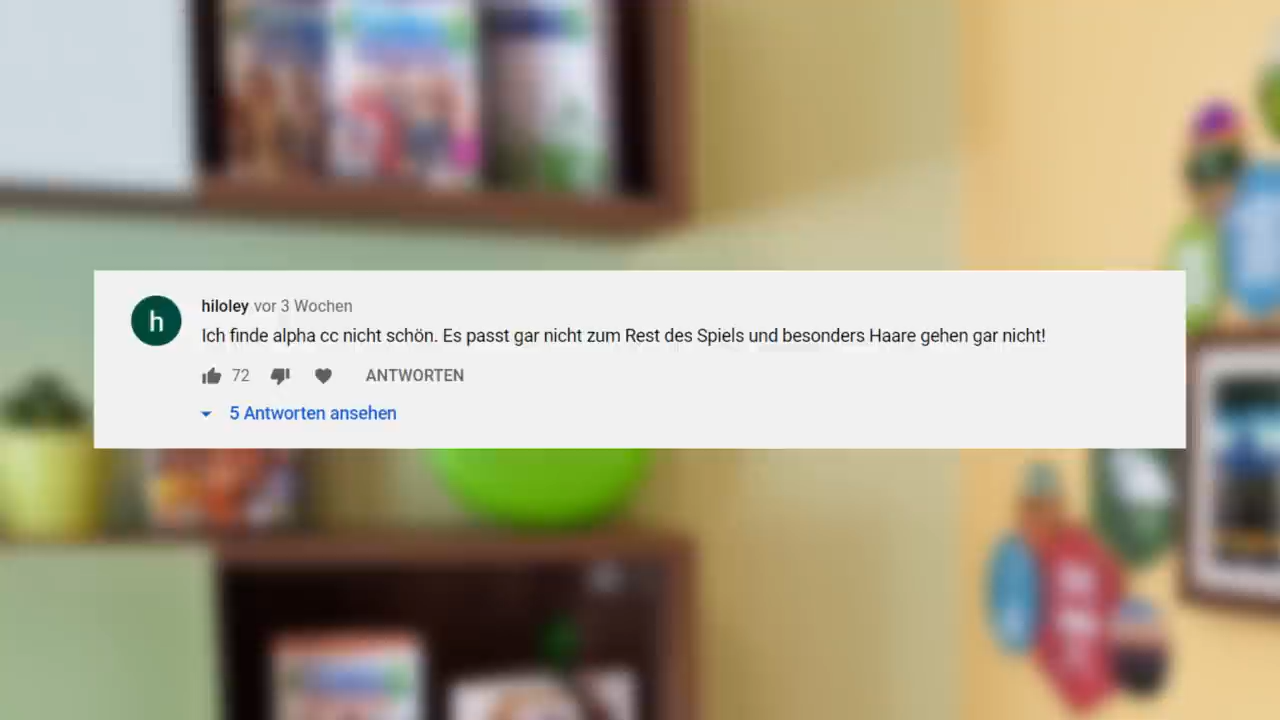 h
hiloley vor 3 Wochen
Ich finde alpha cc nicht schön. Es passt gar nicht zum Rest des Spiels und besonders Haare gehen gar nicht!
72 ANTWORTEN
5 Antworten ansehen